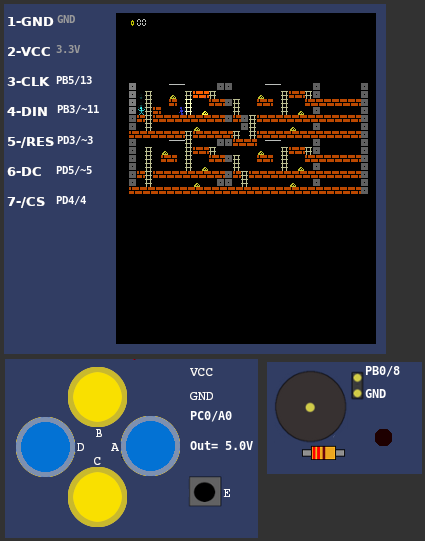 1-GND GND
2-VCC 3.3V
3-CLK PB5/13
4-DIN PB3/~11
5-/RES PD3/~3
6-DC PD5/~5
7-/CS PD4/4
00
VCC
GND
PC0/A0
Out= 5.0V
B
D A
C
E
PB0/8
GND